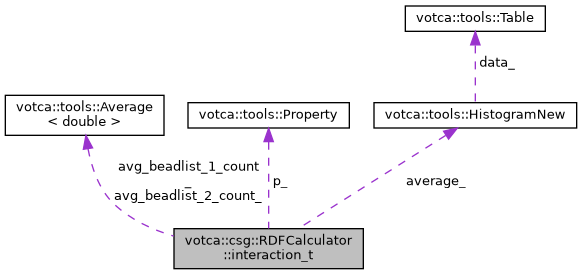 votca::tools::Table
data_
votca::tools::Average
< double >
votca::tools::Property
votca::tools::HistogramNew
avg_beadlist_1_count
_
avg_beadlist_2_count_
p_
average_
votca::csg::RDFCalculator
::interaction_t